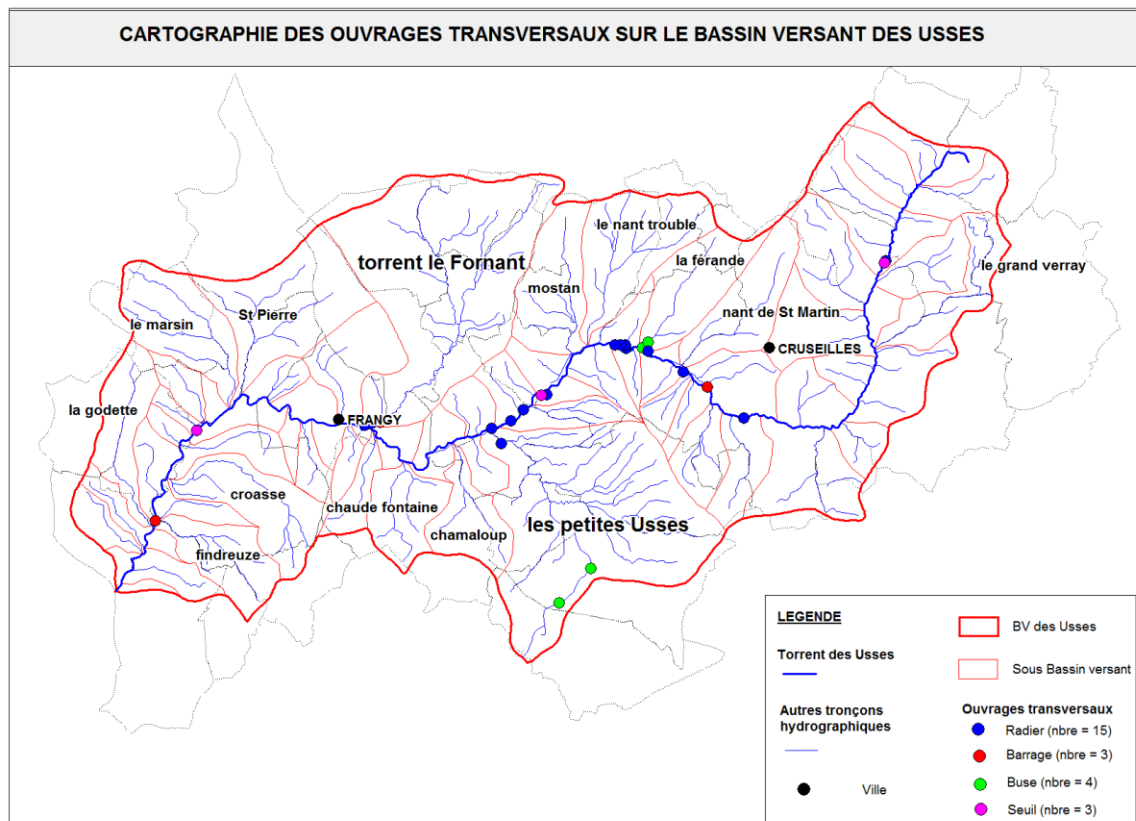 CARTOGRAPHIE DES OUVRAGES TRANSVERSAUX SUR LE BASSIN VERSANT DES USSES
le nant trouble
torrent le Fornant
la férande
le grand verray
mostan
St Pierre
nant de St Martin
le marsin
CRUSEILLES
la godette
FRANGY
croasse
chaude fontaine
les petites Usses
chamaloup
findreuze
LEGENDE
Torrent des Usses
Autres tronçons
hydrographiques
Ville
BV des Usses
Sous Bassin versant
Ouvrages transversaux
Radier (nbre = 15)
Barrage (nbre = 3)
Buse (nbre = 4)
Seuil (nbre = 3)